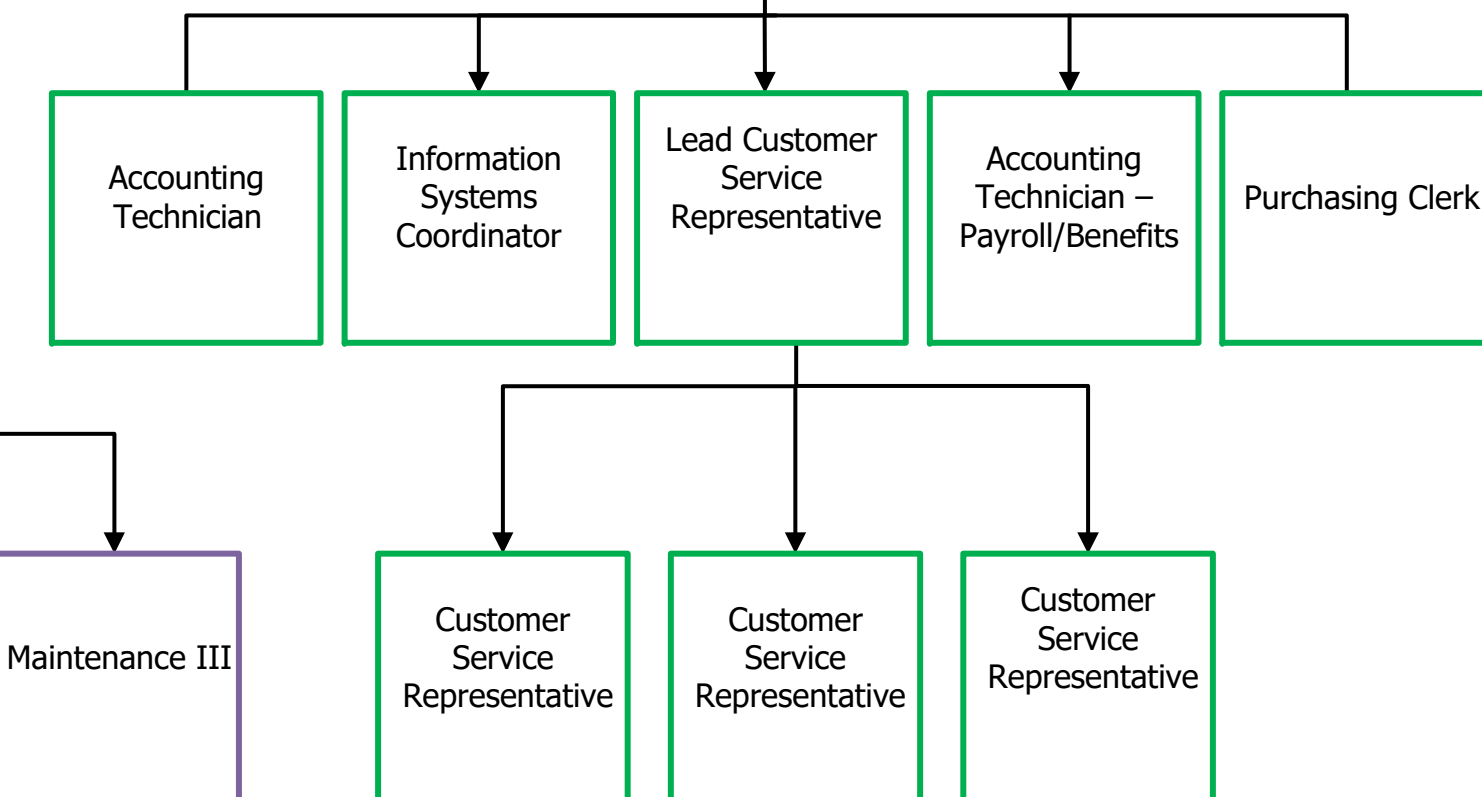 Accounting
Technician
Information
Systems
Coordinator
Lead Customer
Service
Representative
Accounting
Technician –
Payroll/Benefits
Purchasing Clerk
Maintenance III
Customer
Service
Representative
Customer
Service
Representative
Customer
Service
Representative